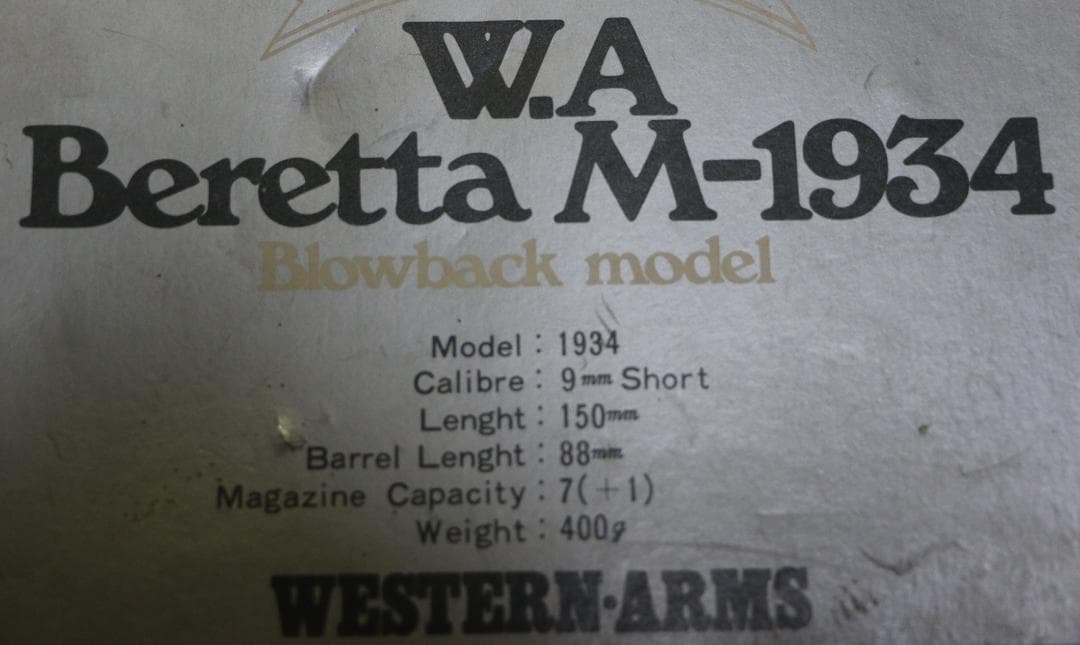 W.A
Beretta M-1934
Blowback model
Model : 1934
Calibre : 9mm Short
Lenght : 150mm
Barrel Lenght : 88mm
Magazine Capacity : 7(+1)
Weight : 400g
WESTERN·ARMS